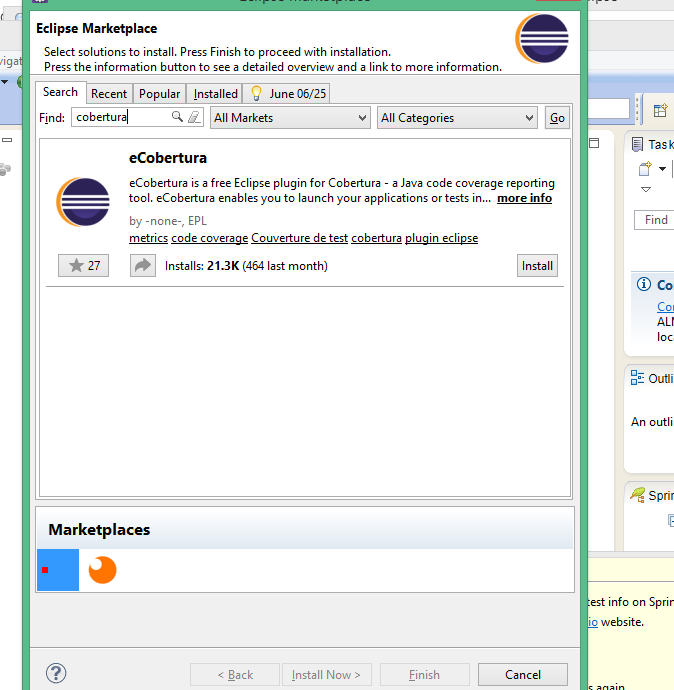 Eclipse Marketplace
Eclipse Marketplace
Select solutions to install. Press Finish to proceed with installation.
Press the information button to see a detailed overview and a link to more information.
Search
Recent
Popular
Installed
June 06/25
Find:
cobertura
All Markets
All Categories
Go
eCobertura
eCobertura is a free Eclipse plugin for Cobertura - a Java code coverage reporting
tool. eCobertura enables you to launch your applications or tests in... more info
by -none-, EPL
metrics code coverage Couverture de test cobertura plugin eclipse
27
Installs: 21.3K (464 last month)
Install
Marketplaces
?
< Back
Install Now >
Finish
Cancel
Task
Find
Co
Co
ALM
loc
Outli
An outli
Sprin
test info on Sprin
io website.
s again